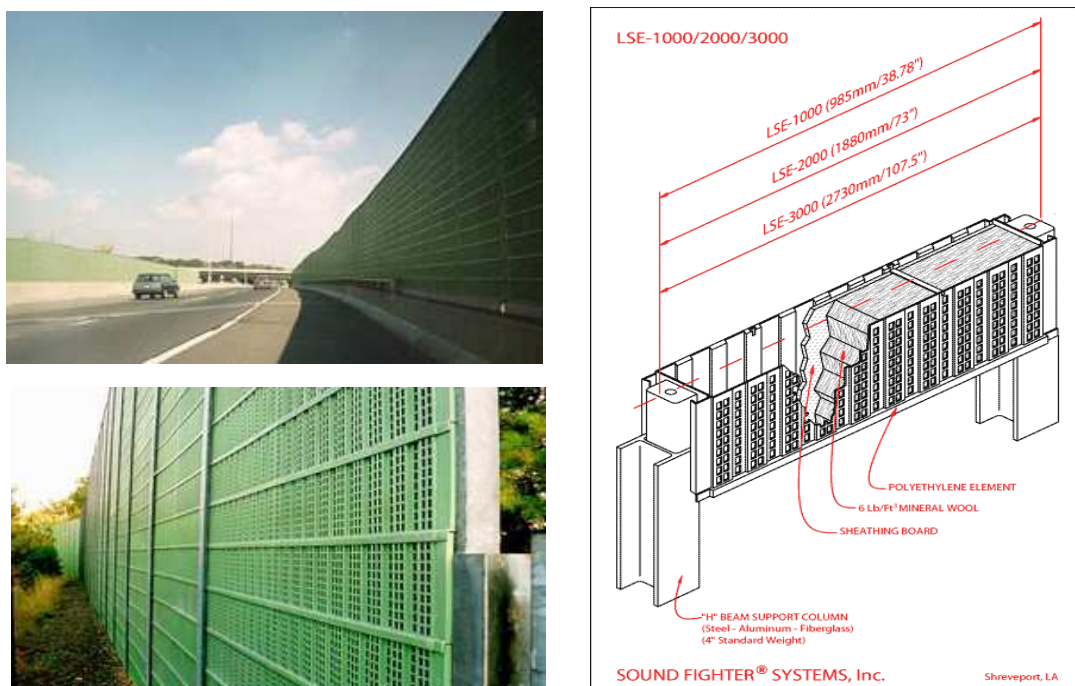 LSE-1000/2000/3000
LSE-1000 (985mm/38.78")
LSE-2000 (1880mm/73")
LSE-3000 (2730mm/107.5")
POLYETHYLENE ELEMENT
6 Lb/Ft³ MINERAL WOOL
SHEATHING BOARD
"H" BEAM SUPPORT COLUMN
(Steel - Aluminum - Fiberglass)
(4" Standard Weight)
SOUND FIGHTER® SYSTEMS, Inc.
Shreveport, LA